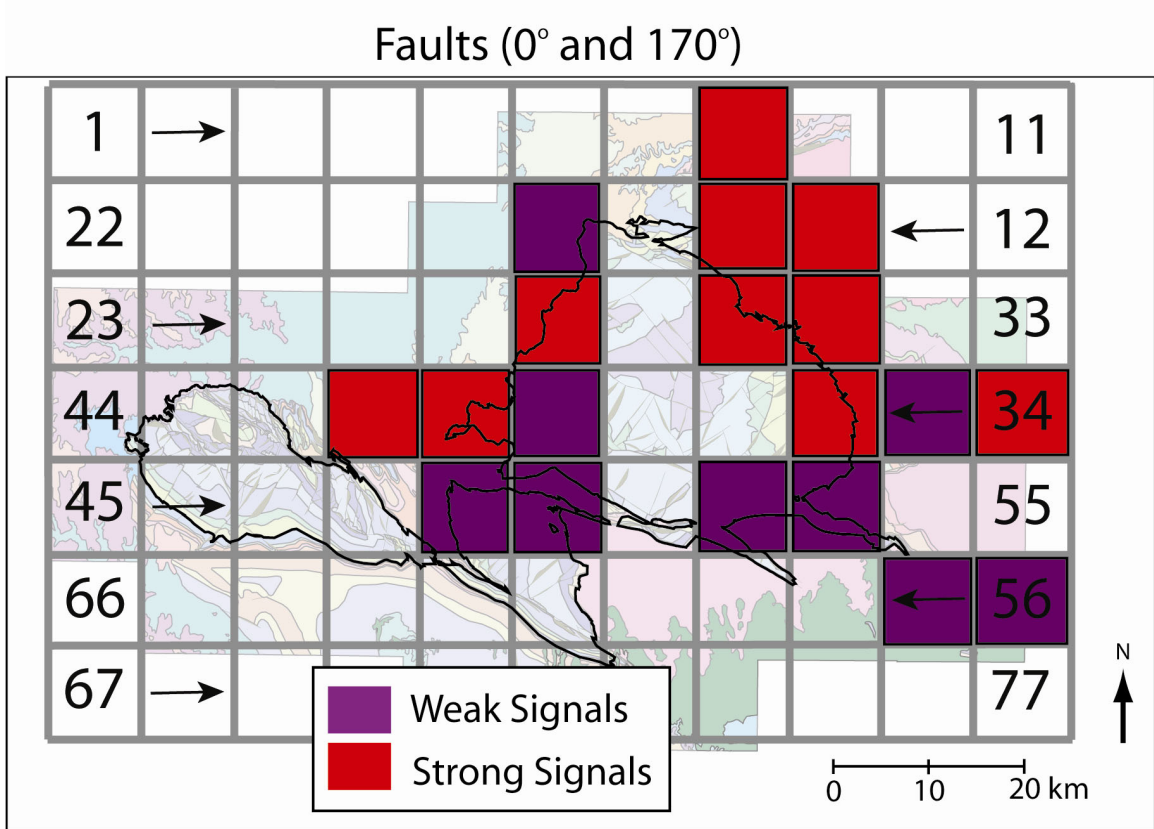 Faults (0° and 170°)
1 11
22 12
23 33
44 34
45 55
66 56
67 77
N
Weak Signals
Strong Signals
0 10 20 km